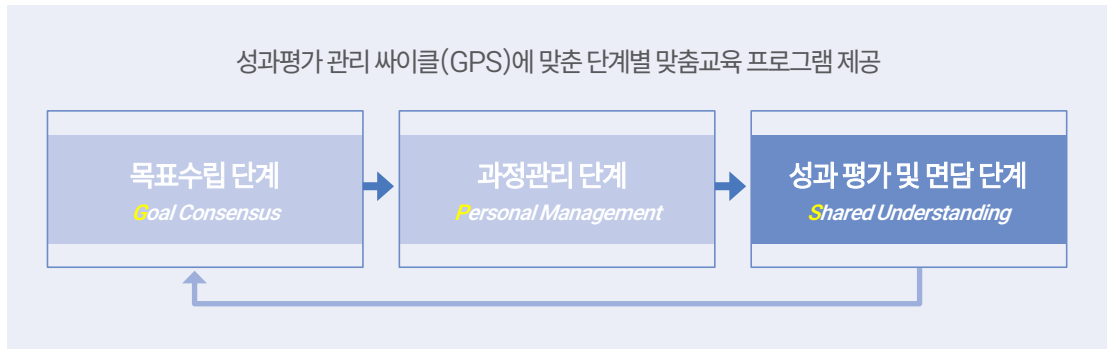 성과평가 관리 싸이클(GPS)에 맞춘 단계별 맞춤교육 프로그램 제공
목표수립 단계
Goal Consensus
과정관리 단계
Personal Management
성과 평가 및 면담 단계
Shared Understanding